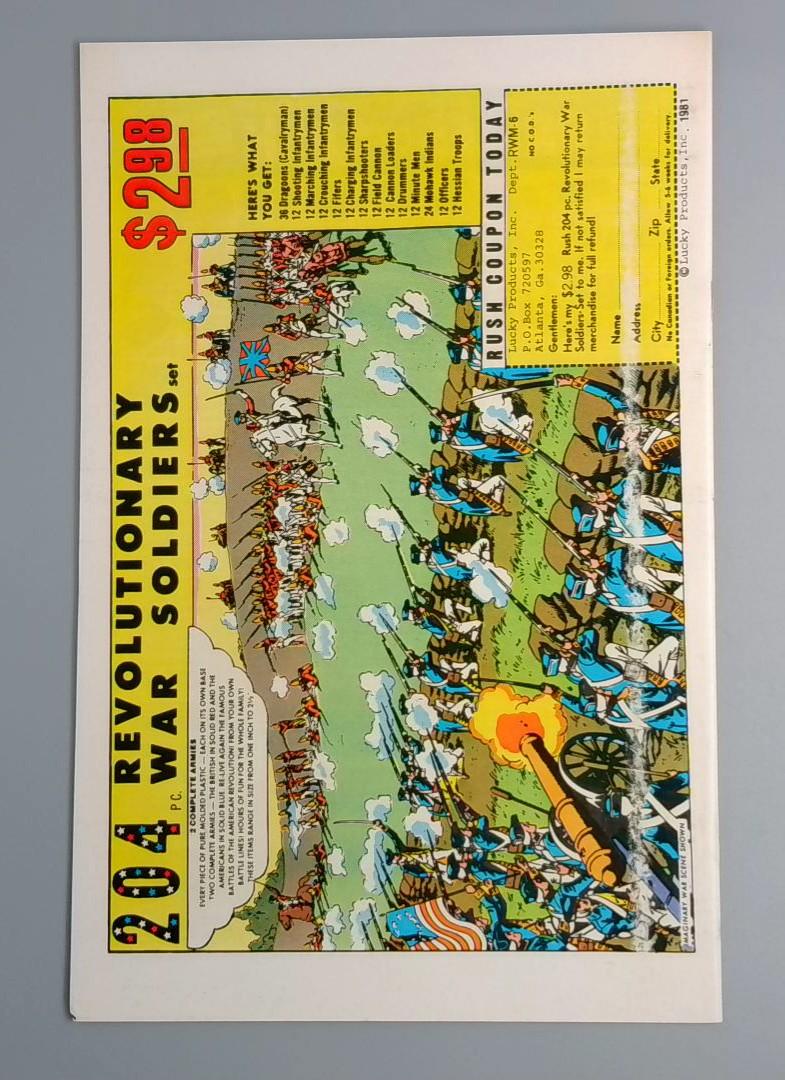 204 PC. REVOLUTIONARY
WAR SOLDIERS set
$2.98
2 COMPLETE ARMIES
EVERY PIECE OF PURE MOLDED PLASTIC — EACH ON ITS OWN BASE
TWO COMPLETE ARMIES — THE BRITISH IN SOLID RED AND THE
AMERICANS IN SOLID BLUE. RE-LIVE AGAIN THE FAMOUS
BATTLES OF THE AMERICAN REVOLUTION! FROM YOUR OWN
BATTLE LINES! HOURS OF FUN FOR THE WHOLE FAMILY!
THESE ITEMS RANGE IN SIZE FROM ONE INCH TO 2½"
HERE'S WHAT
YOU GET:
36 Dragoons (Cavalryman)
12 Shooting Infantrymen
12 Marching Infantrymen
12 Crouching Infantrymen
12 Fifers
12 Charging Infantrymen
12 Sharpshooters
12 Field Cannon
12 Cannon Loaders
12 Drummers
12 Minute Men
24 Mohawk Indians
12 Officers
12 Hessian Troops
RUSH COUPON TODAY
Lucky Products, Inc. Dept. RWM-6
P.O.Box 720597
Atlanta, Ga. 30328
NO C.O.D.'s
Gentlemen:
Here's my $2.98 Rush 204 pc. Revolutionary War
Soldiers Set to me. If not satisfied I may return
merchandise for full refund!
Name
Address
City Zip State
No Canadian or Foreign orders. Allow 5-6 weeks for delivery.
© Lucky Products, Inc. 1981
IMAGINARY WAR SCENE SHOWN